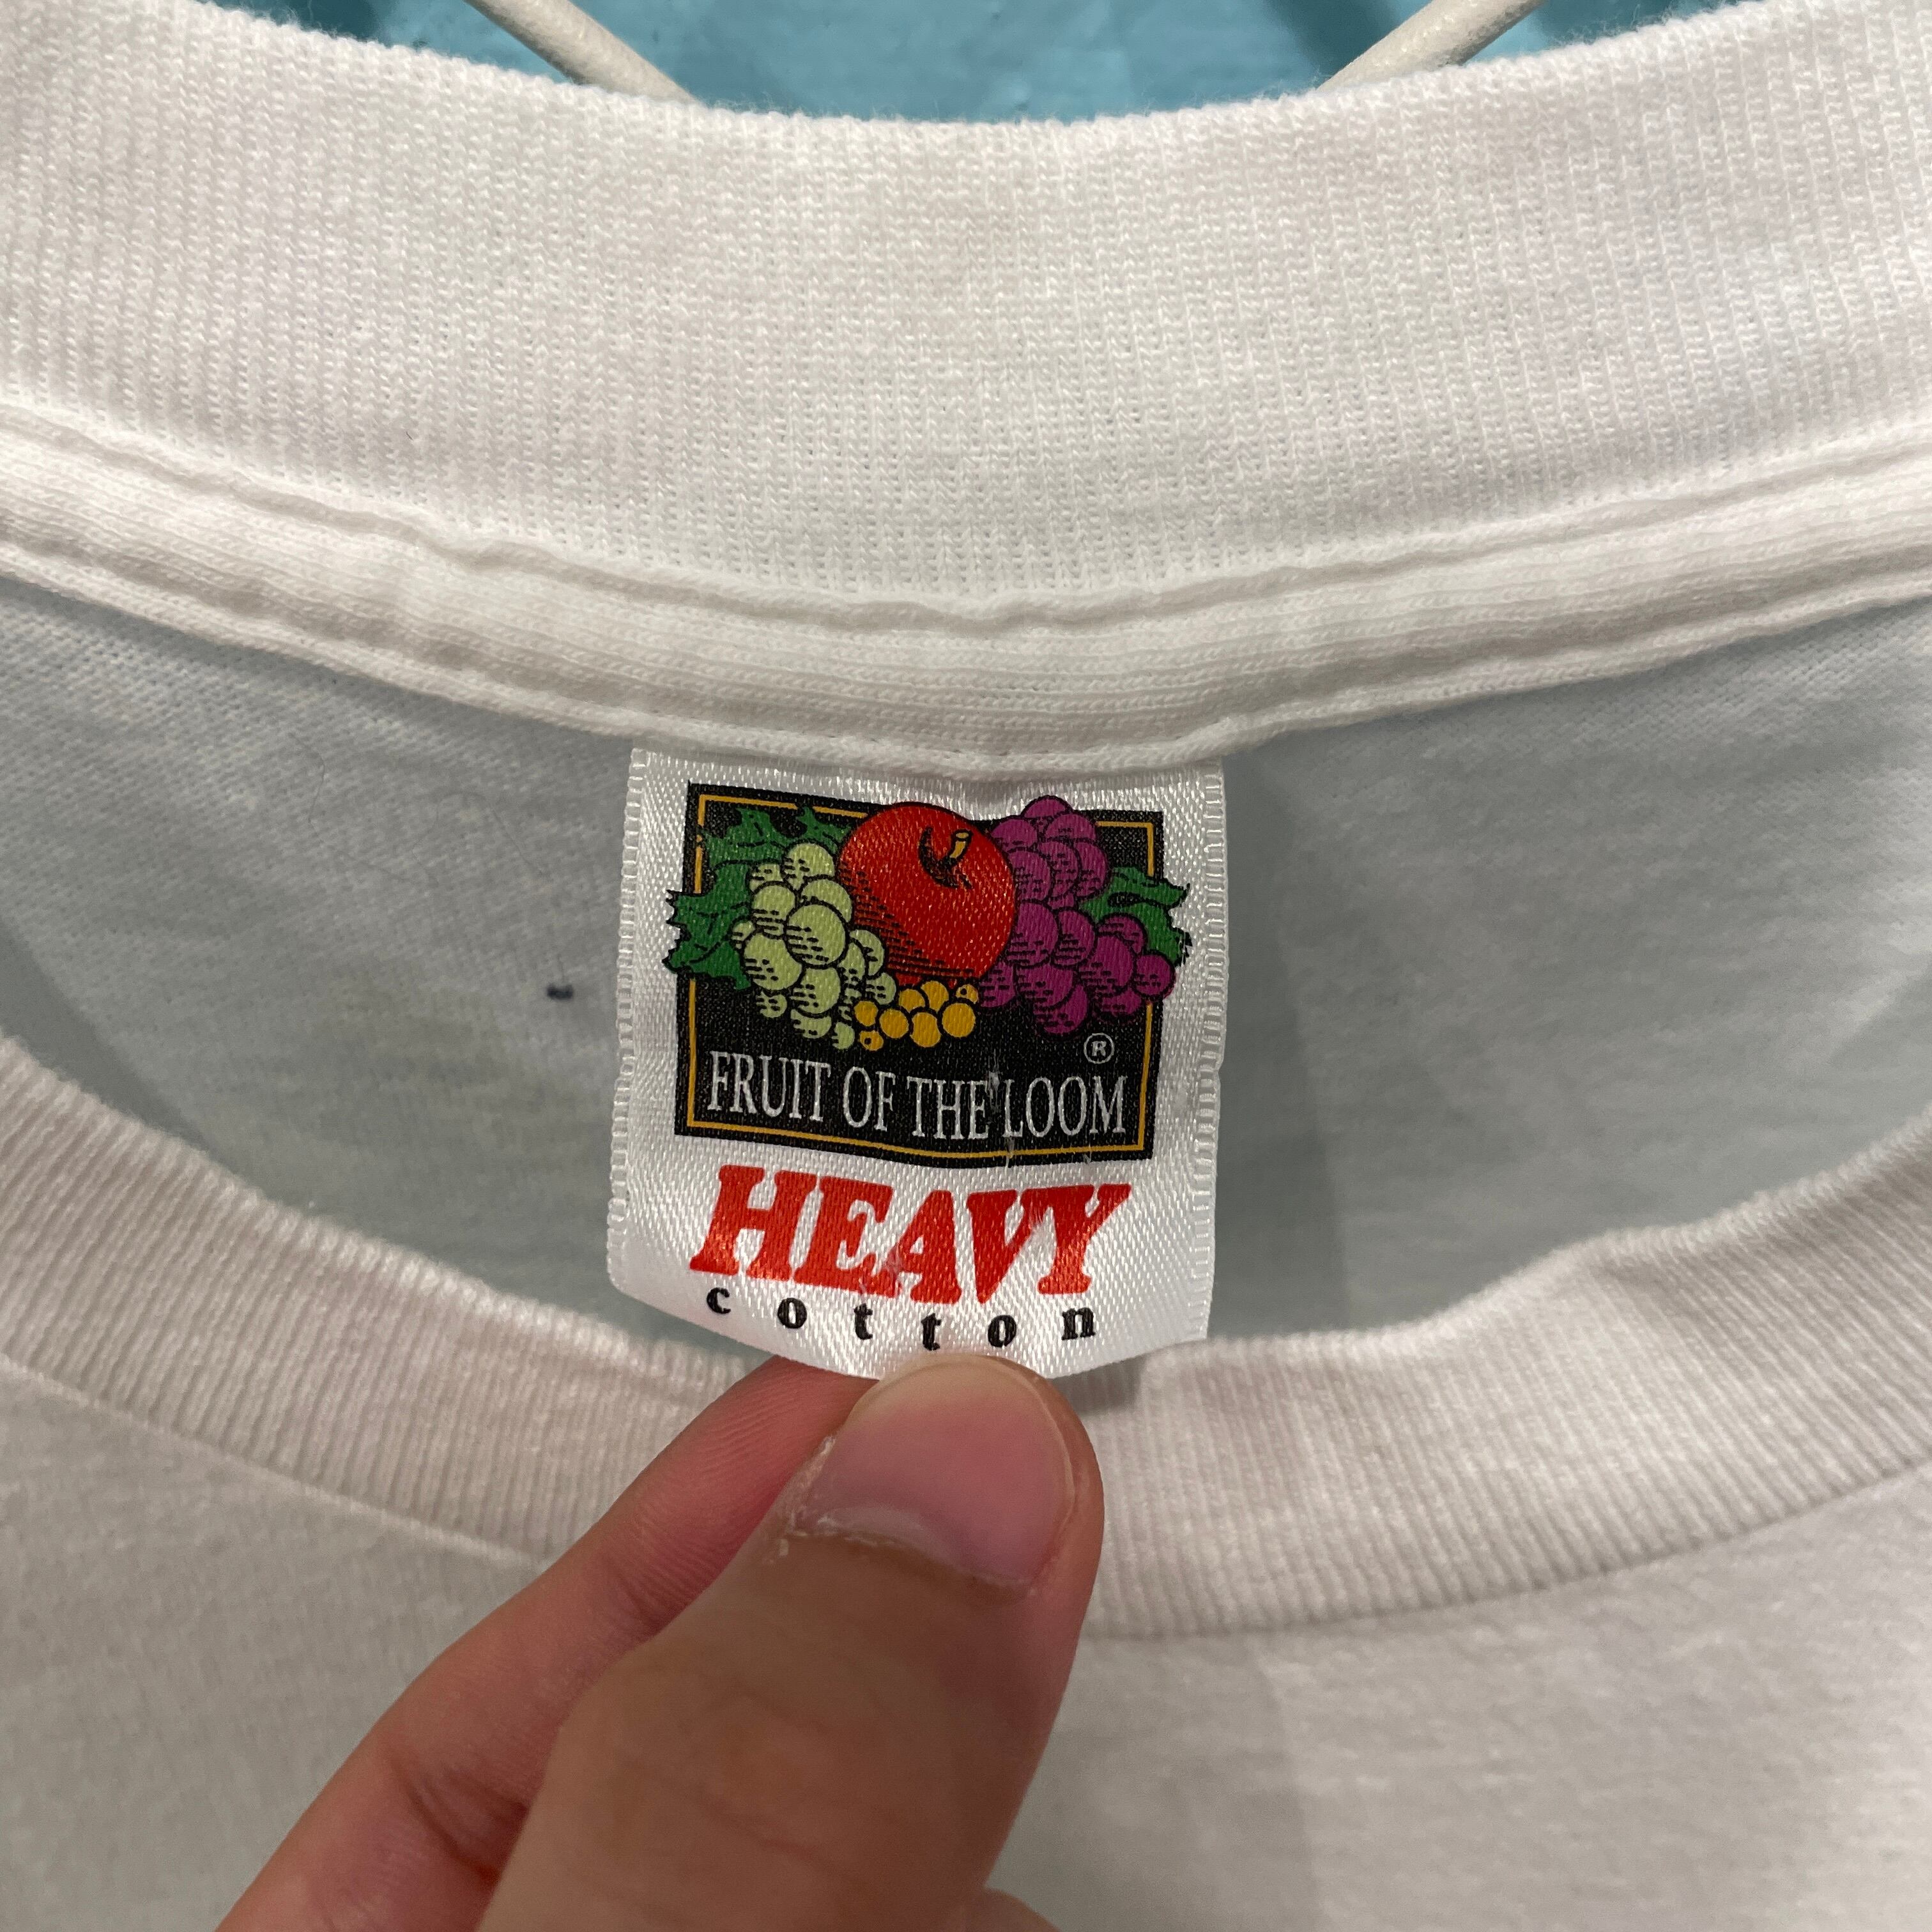 ®
FRUIT OF THE LOOM
HEAVY
cotton